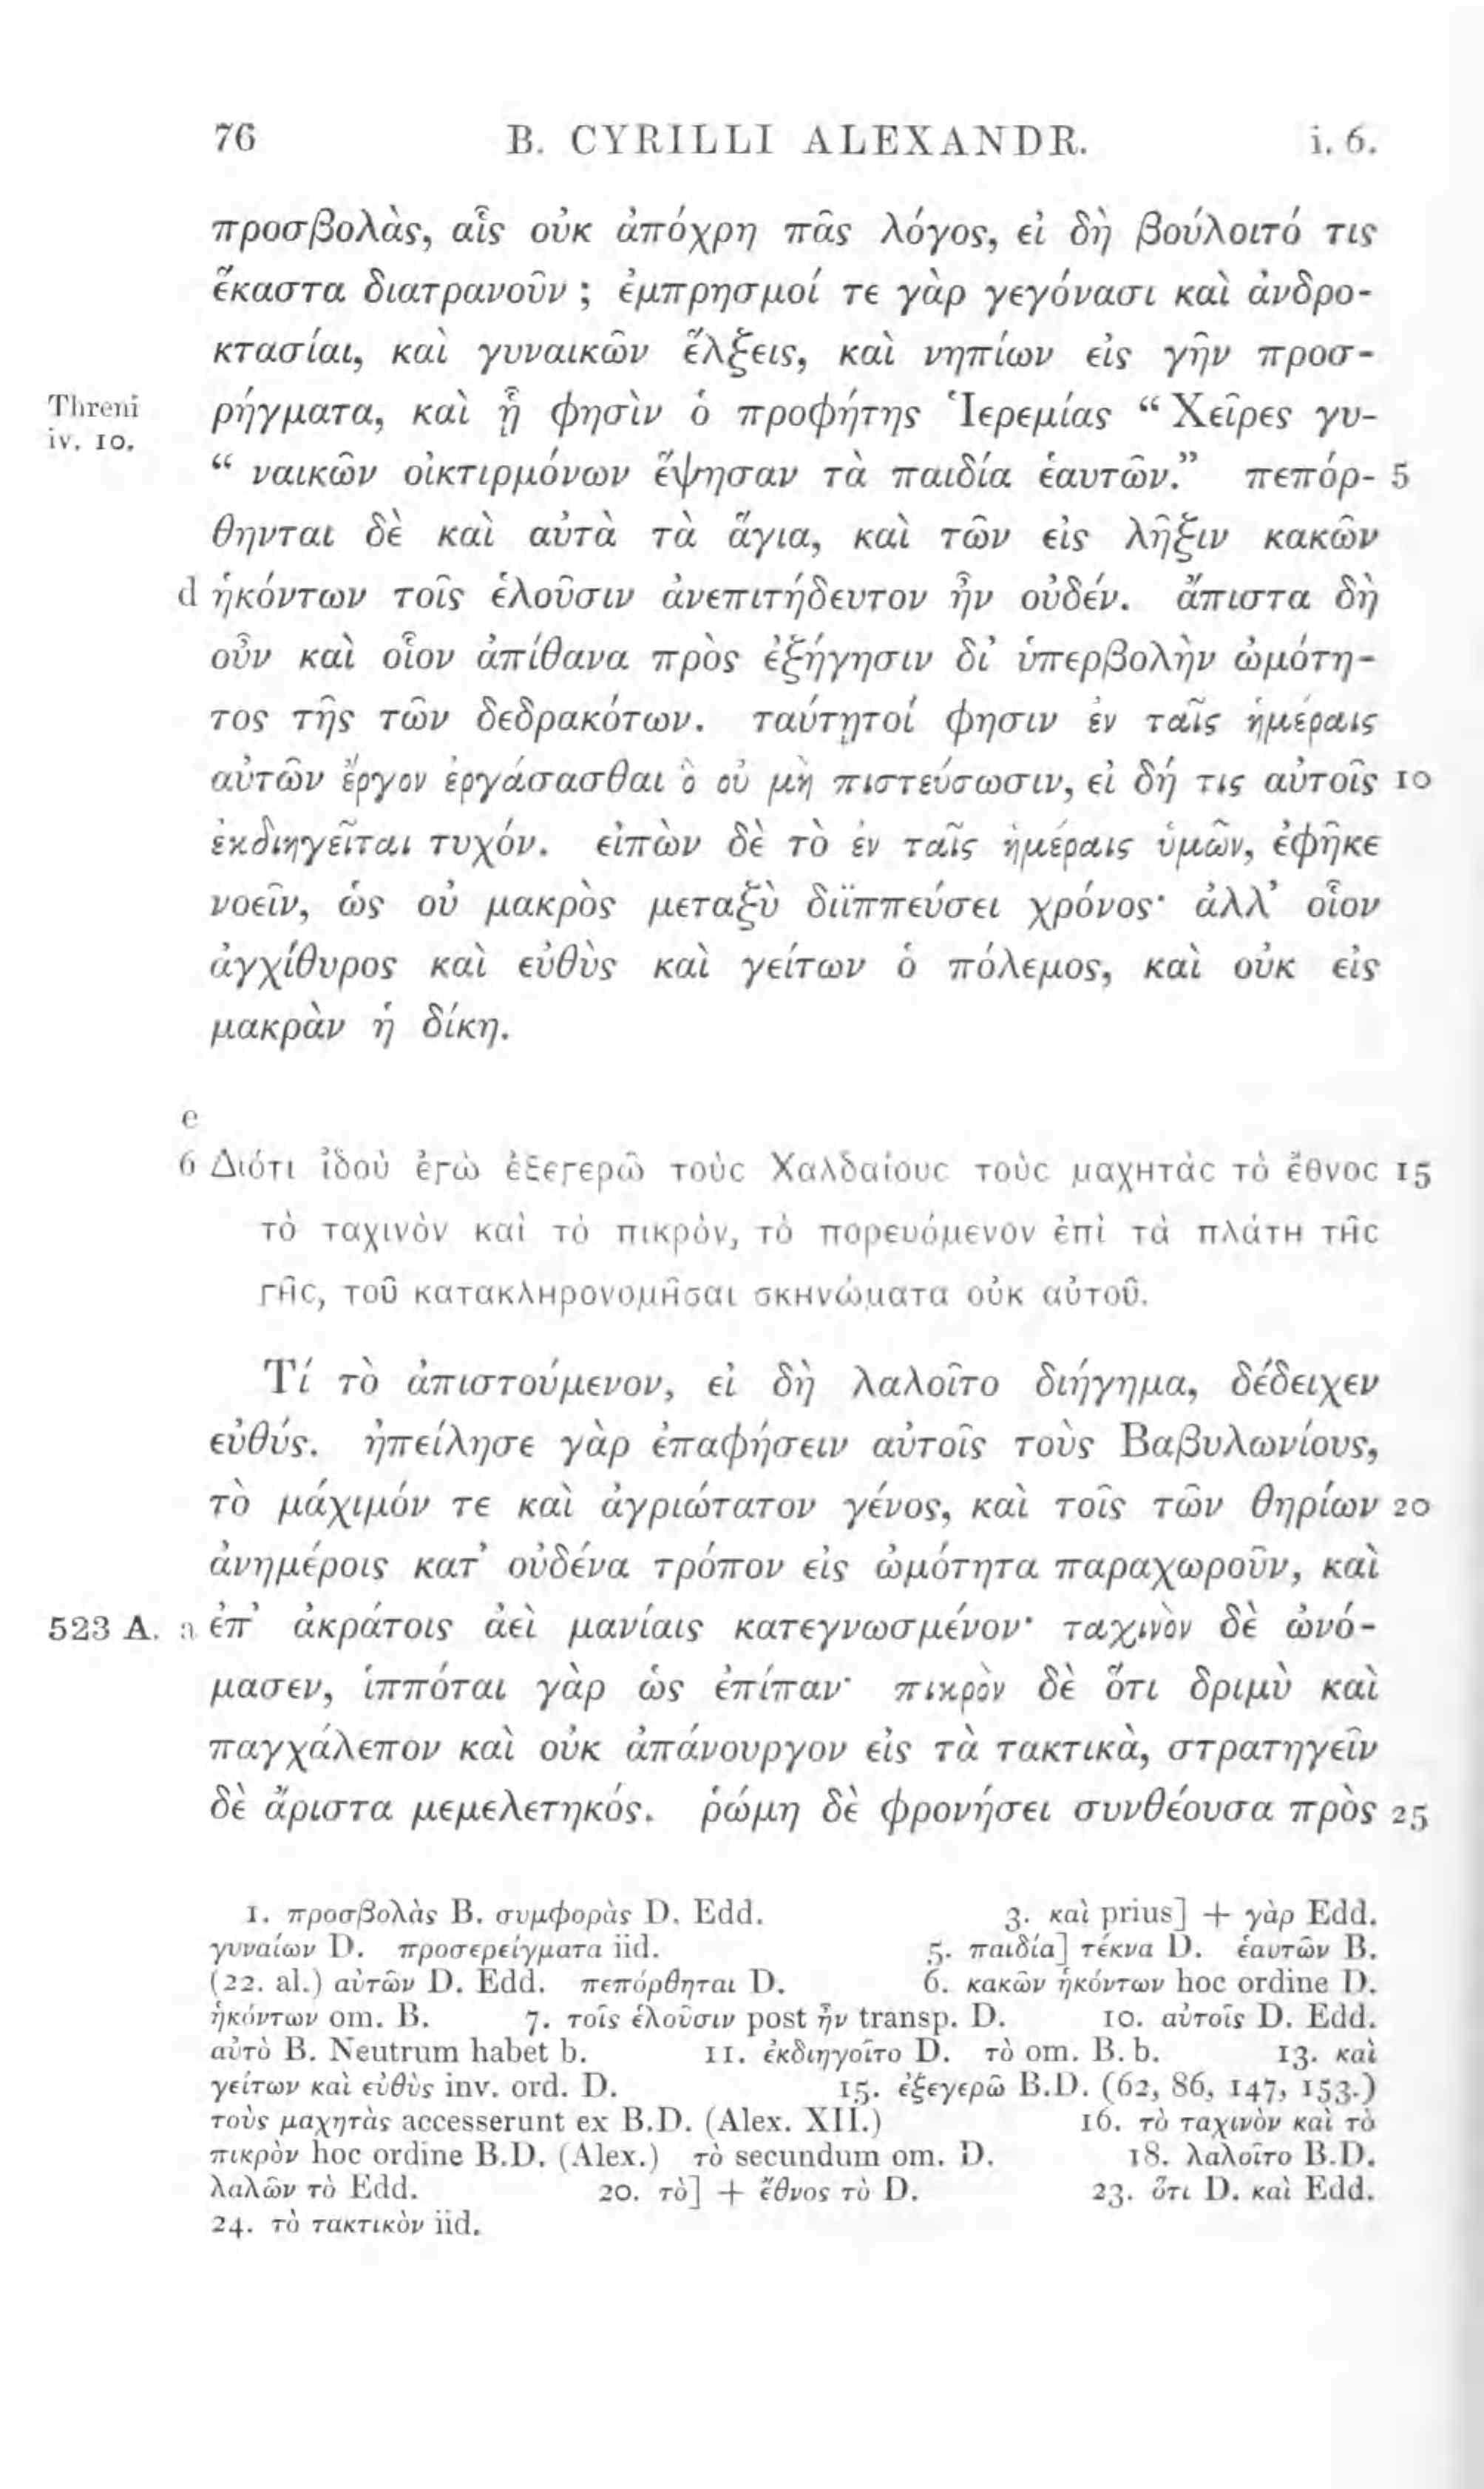 76 B. CYRILLI ALEXANDR. i. 6.
προσβολὰς, αἷς οὐκ ἀπόχρη πᾶς λόγος, εἰ δὴ βούλοιτό τις
ἕκαστα διατρανοῦν ; ἐμπρησμοί τε γὰρ γεγόνασι καὶ ἀνδρο-
κτασίαι, καὶ γυναικῶν ἕλξεις, καὶ νηπίων εἰς γῆν προσ-
Threni iv. 10. ρήγματα, καὶ ᾗ φησὶν ὁ προφήτης Ἱερεμίας “ Χεῖρες γυ-
“ ναικῶν οἰκτιρμόνων ἕψησαν τὰ παιδία ἑαυτῶν.” πεπόρ- 5
θηνται δὲ καὶ αὐτὰ τὰ ἅγια, καὶ τῶν εἰς λῆξιν κακῶν
d ἡκόντων τοῖς ἑλοῦσιν ἀνεπιτήδευτον ἦν οὐδέν. ἄπιστα δὴ
οὖν καὶ οἷον ἀπίθανα πρὸς ἐξήγησιν δι’ ὑπερβολὴν ὠμότη-
τος τῆς τῶν δεδρακότων. ταύτῃτοί φησιν ἐν ταῖς ἡμέραις
αὐτῶν ἔργον ἐργάσασθαι ὃ οὐ μὴ πιστεύσωσιν, εἰ δή τις αὐτοῖς 10
ἐκδιηγεῖται τυχόν. εἰπὼν δὲ τὸ ἐν ταῖς ἡμέραις ὑμῶν, ἐφῆκε
νοεῖν, ὡς οὐ μακρὸς μεταξὺ διϊππεύσει χρόνος· ἀλλ’ οἷον
ἀγχίθυρος καὶ εὐθὺς καὶ γείτων ὁ πόλεμος, καὶ οὐκ εἰς
μακρὰν ἡ δίκη.
e
6 Διότι ἰδοὺ ἐγὼ ἐξεγερῶ τοὺς Χαλδαίους τοὺς μαχητὰς τὸ ἔθνος 15
τὸ ταχινὸν καὶ τὸ πικρὸν, τὸ πορευόμενον ἐπὶ τὰ πλάτη τῆς
γῆς, τοῦ κατακληρονομῆσαι σκηνώματα οὐκ αὐτοῦ.
Τί τὸ ἀπιστούμενον, εἰ δὴ λαλοῖτο διήγημα, δέδειχεν
εὐθύς. ἠπείλησε γὰρ ἐπαφήσειν αὐτοῖς τοὺς Βαβυλωνίους,
τὸ μάχιμόν τε καὶ ἀγριώτατον γένος, καὶ τοῖς τῶν θηρίων 20
ἀνημέροις κατ’ οὐδένα τρόπον εἰς ὠμότητα παραχωροῦν, καὶ
523 A. a ἐπ’ ἀκράτοις ἀεὶ μανίαις κατεγνωσμένον· ταχινὸν δὲ ὠνό-
μασεν, ἱππόται γὰρ ὡς ἐπίπαν· πικρὸν δὲ ὅτι δριμὺ καὶ
παγχάλεπον καὶ οὐκ ἀπάνουργον εἰς τὰ τακτικὰ, στρατηγεῖν
δὲ ἄριστα μεμελετηκός. ῥώμη δὲ φρονήσει συνθέουσα πρὸς 25
1. προσβολὰς B. συμφορὰς D. Edd. 3. καὶ prius] + γὰρ Edd.
γυναίων D. προσερείγματα iid. 5. παιδία] τέκνα D. ἑαυτῶν B.
(22. al.) αὐτῶν D. Edd. πεπόρθηται D. 6. κακῶν ἡκόντων hoc ordine D.
ἡκόντων om. B. 7. τοῖς ἑλοῦσιν post ἦν transp. D. 10. αὐτοῖς D. Edd.
αὐτὸ B. Neutrum habet b. 11. ἐκδιηγοῖτο D. τὸ om. B. b. 13. καὶ
γείτων καὶ εὐθὺς inv. ord. D. 15. ἐξεγερῶ B.D. (62, 86, 147, 153.)
τοὺς μαχητὰς accesserunt ex B.D. (Alex. XII.) 16. τὸ ταχινὸν καὶ τὸ
πικρὸν hoc ordine B.D. (Alex.) τὸ secundum om. D. 18. λαλοῖτο B.D.
λαλῶν τὸ Edd. 20. τὸ] + ἔθνος τὸ D. 23. ὅτι D. καὶ Edd.
24. τὸ τακτικὸν iid.